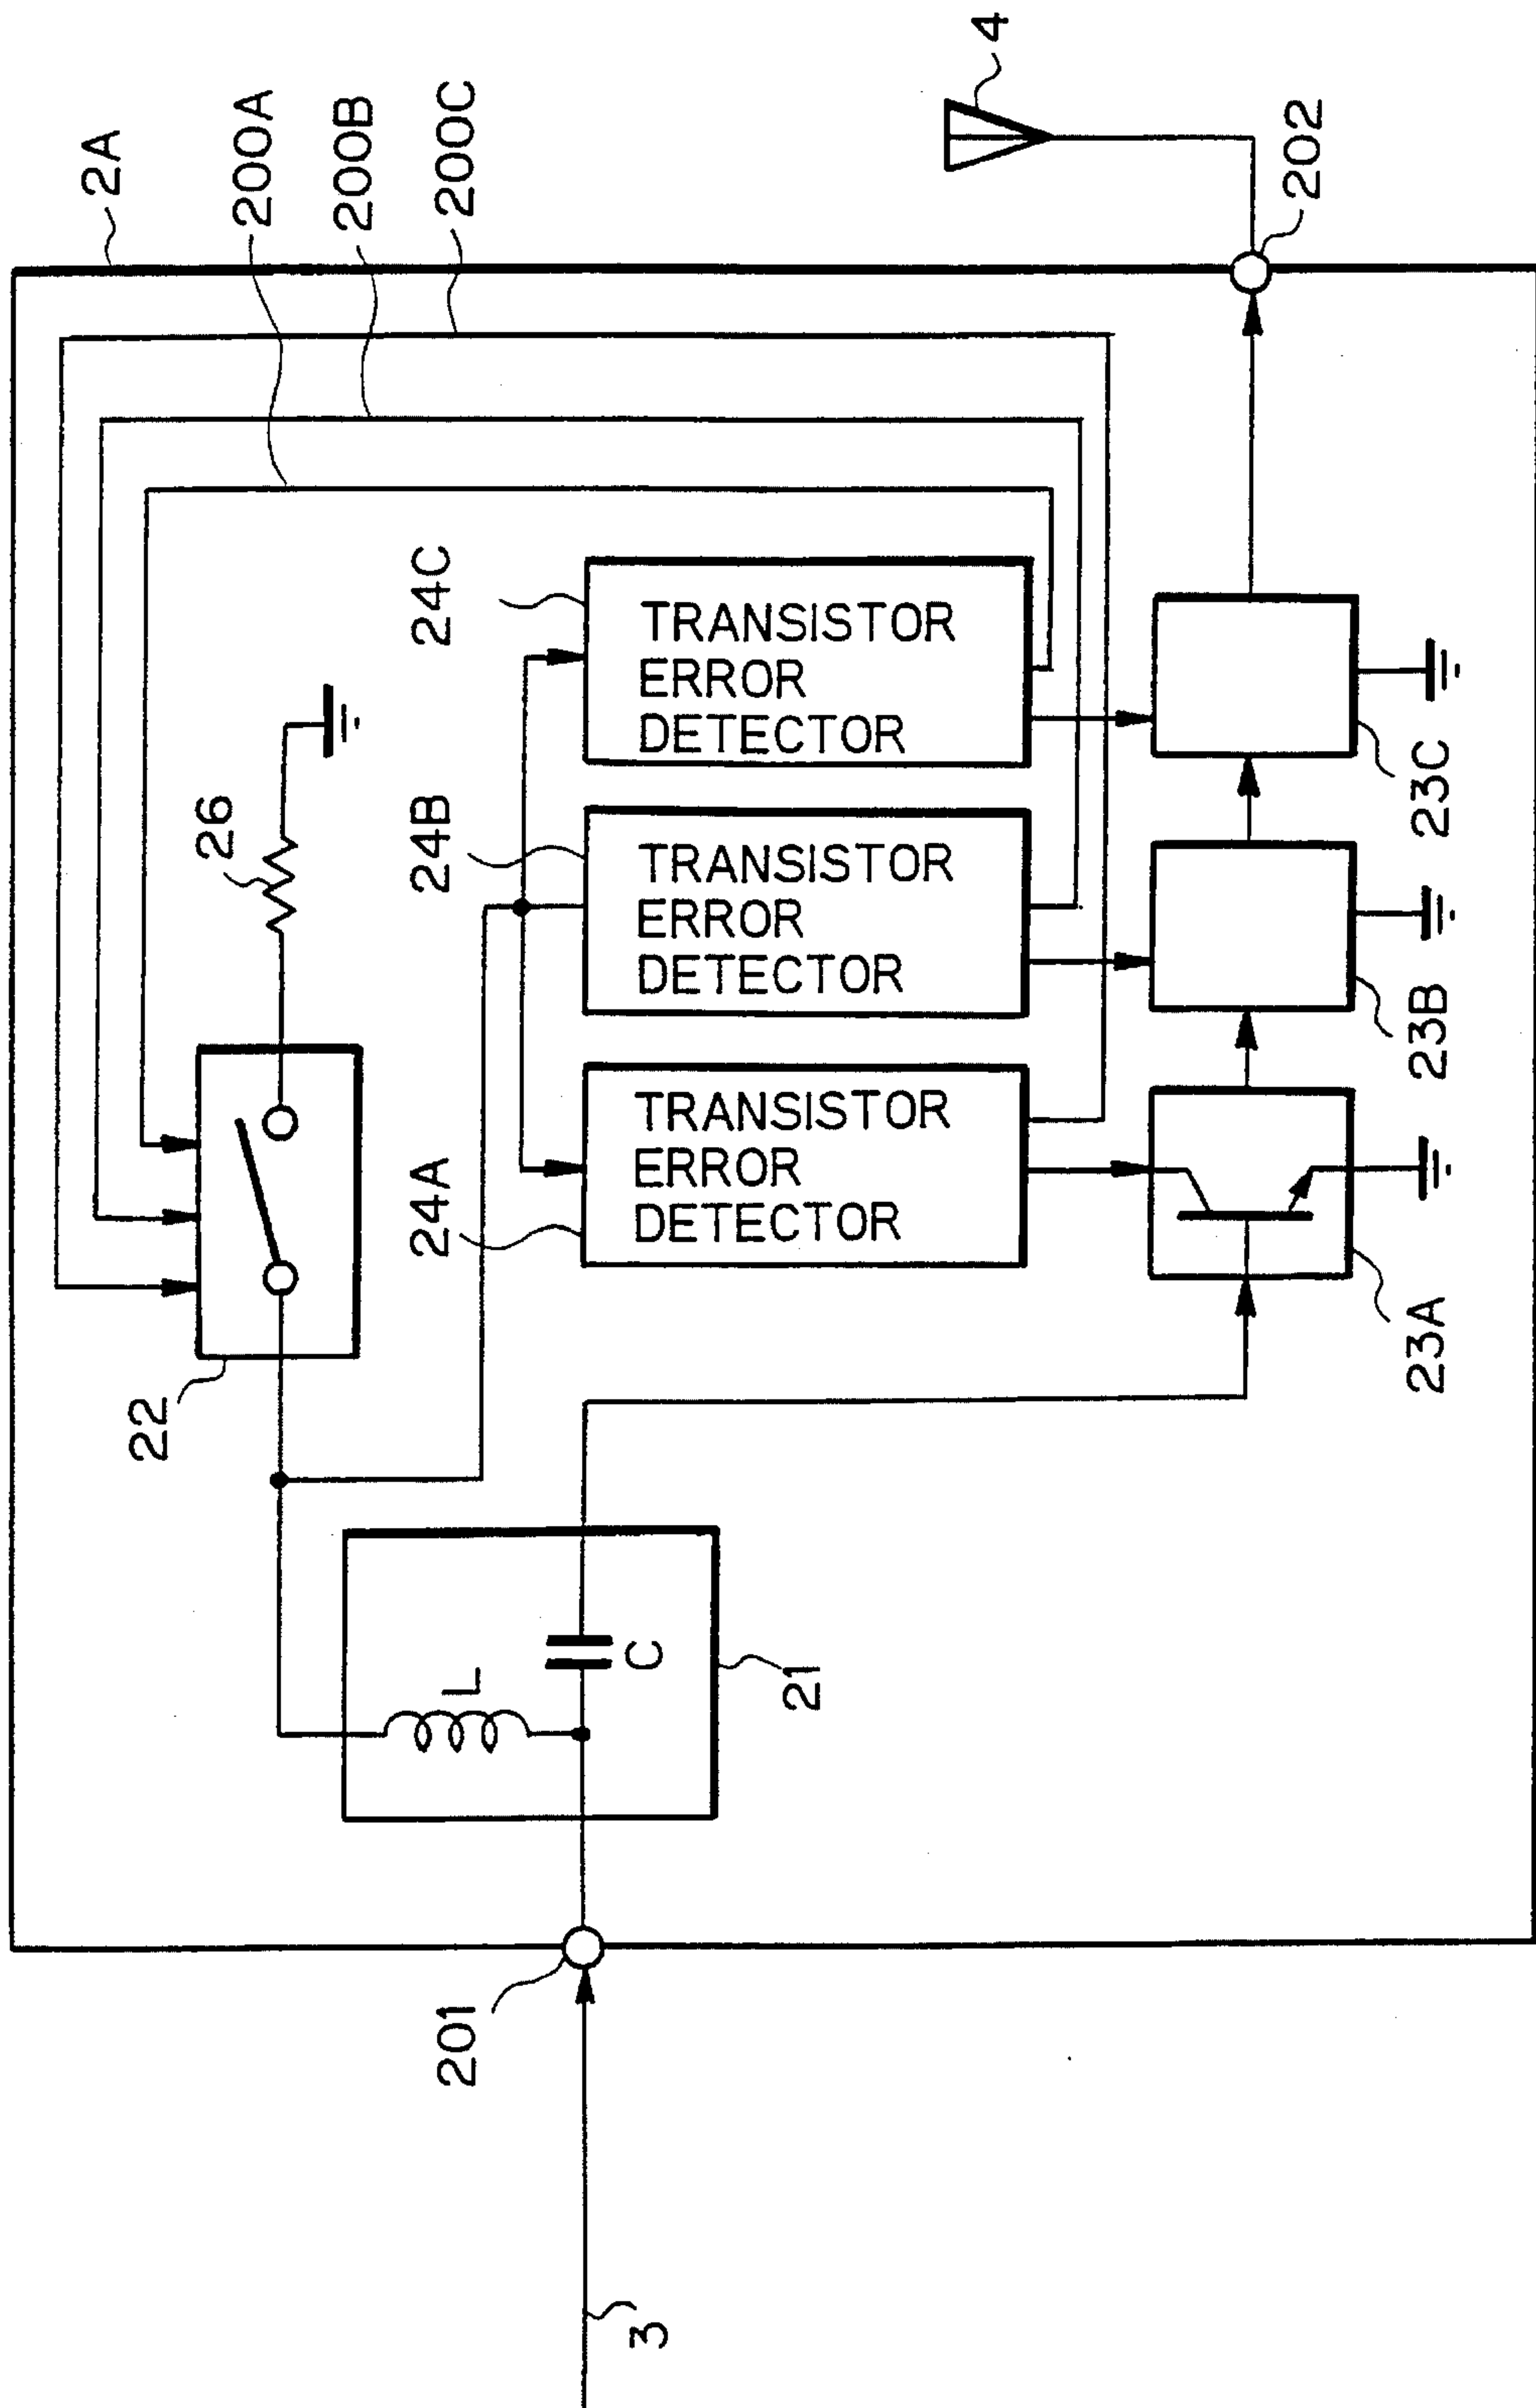 2A
200A
200B
200C
4
202
26
24C
24B
24A
22
TRANSISTOR
ERROR
DETECTOR
TRANSISTOR
ERROR
DETECTOR
TRANSISTOR
ERROR
DETECTOR
L
C
21
23A
23B
23C
201
3